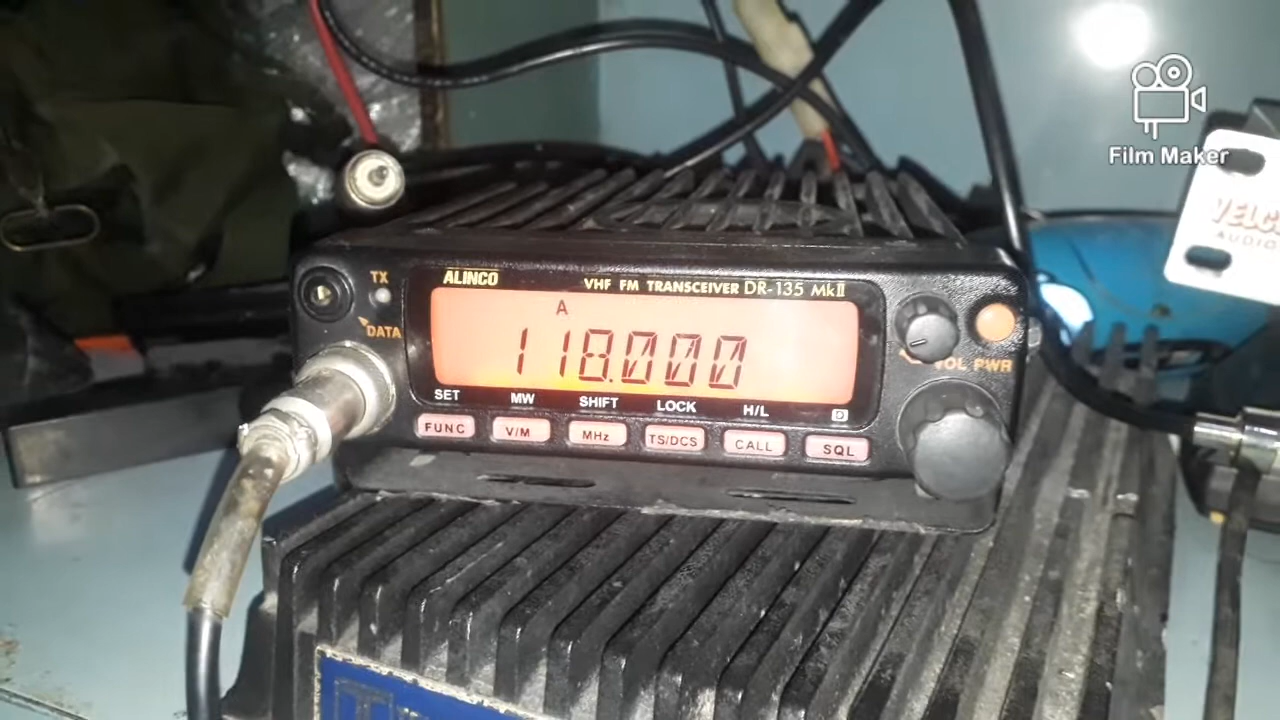 Film Maker
TX
ALINCO
VHF FM TRANSCEIVER DR-135 MkII
DATA
A
118.000
VOL PWR
SET MW SHIFT LOCK H/L D
FUNC V/M MHz TS/DCS CALL SQL
AUDIO